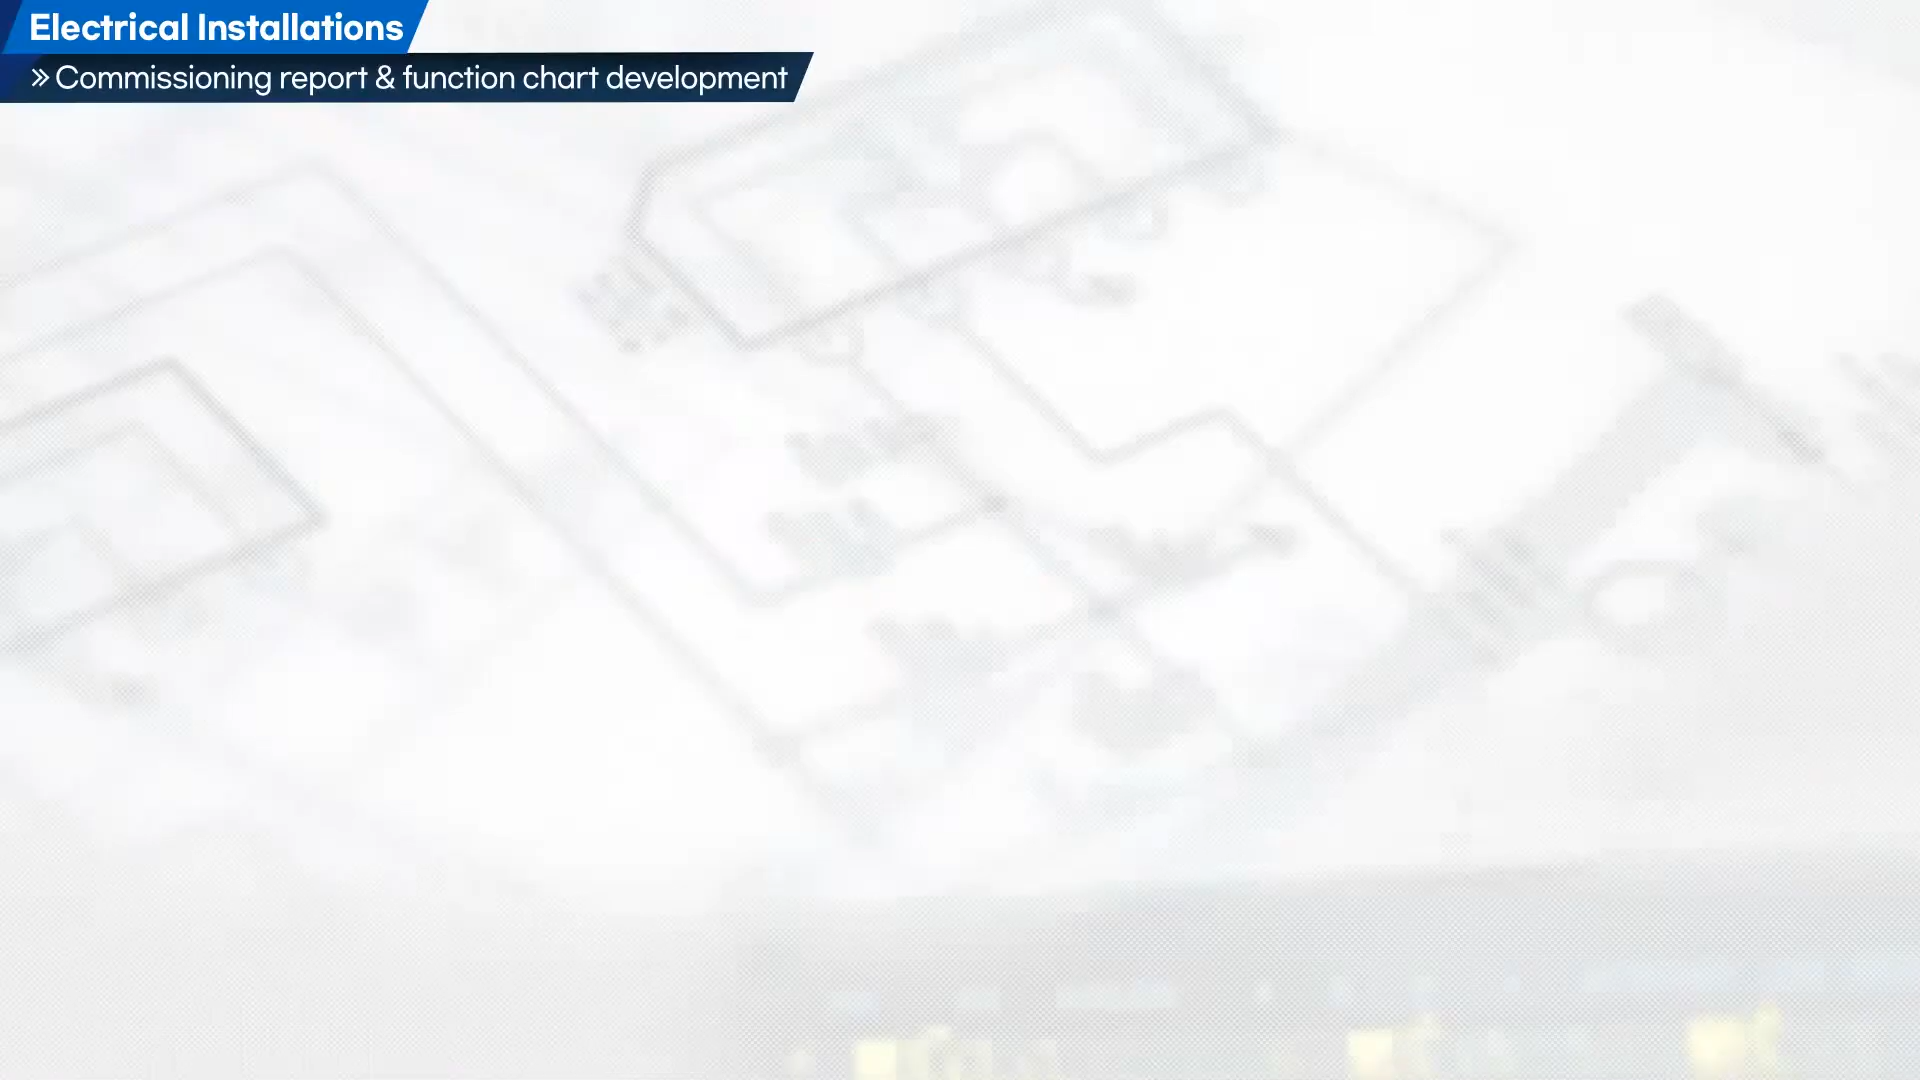 Electrical Installations
» Commissioning report & function chart development